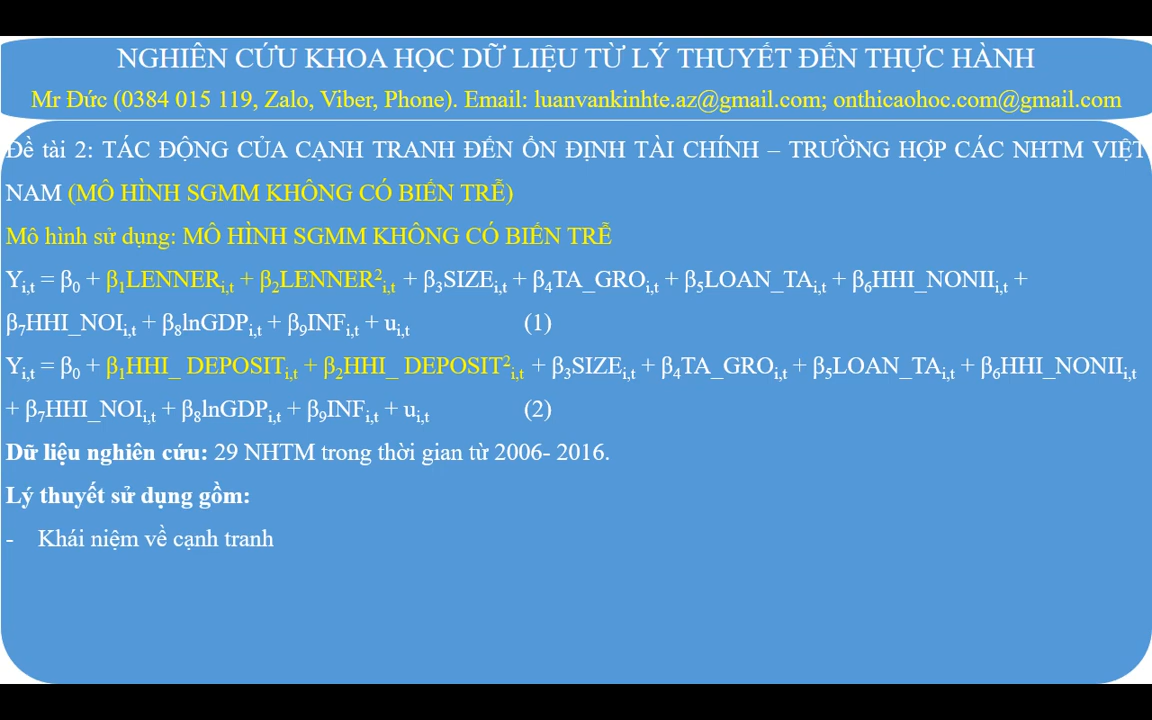 NGHIÊN CỨU KHOA HỌC DỮ LIỆU TỪ LÝ THUYẾT ĐẾN THỰC HÀNH
Mr Đức (0384 015 119, Zalo, Viber, Phone). Email: luanvankinhte.az@gmail.com; onthicaohoc.com@gmail.com
Đề tài 2: TÁC ĐỘNG CỦA CẠNH TRANH ĐẾN ỔN ĐỊNH TÀI CHÍNH – TRƯỜNG HỢP CÁC NHTM VIỆT
NAM (MÔ HÌNH SGMM KHÔNG CÓ BIẾN TRỄ)
Mô hình sử dụng: MÔ HÌNH SGMM KHÔNG CÓ BIẾN TRỄ
Yi,t = β0 + β1LENNERi,t + β2LENNER²i,t + β3SIZEi,t + β4TA_GROi,t + β5LOAN_TAi,t + β6HHI_NONIIi,t +
β7HHI_NOIi,t + β8lnGDPi,t + β9INFi,t + ui,t (1)
Yi,t = β0 + β1HHI_ DEPOSITi,t + β2HHI_ DEPOSIT²i,t + β3SIZEi,t + β4TA_GROi,t + β5LOAN_TAi,t + β6HHI_NONIIi,t
+ β7HHI_NOIi,t + β8lnGDPi,t + β9INFi,t + ui,t (2)
Dữ liệu nghiên cứu: 29 NHTM trong thời gian từ 2006- 2016.
Lý thuyết sử dụng gồm:
- Khái niệm về cạnh tranh